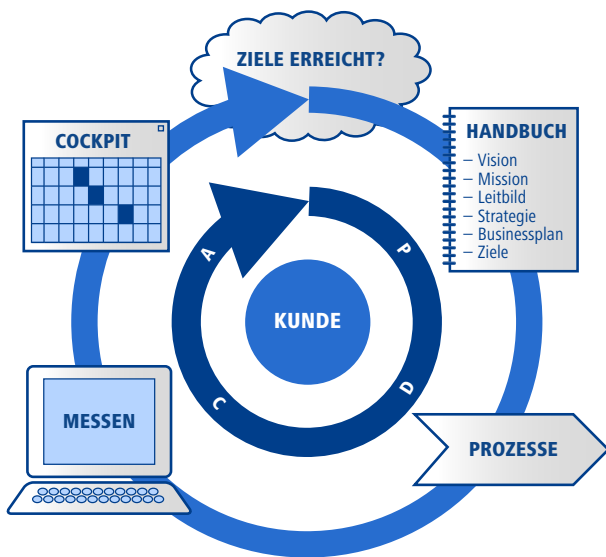 ZIELE ERREICHT?
COCKPIT
HANDBUCH
– Vision
– Mission
– Leitbild
– Strategie
– Businessplan
– Ziele
A
P
KUNDE
C
D
MESSEN
PROZESSE